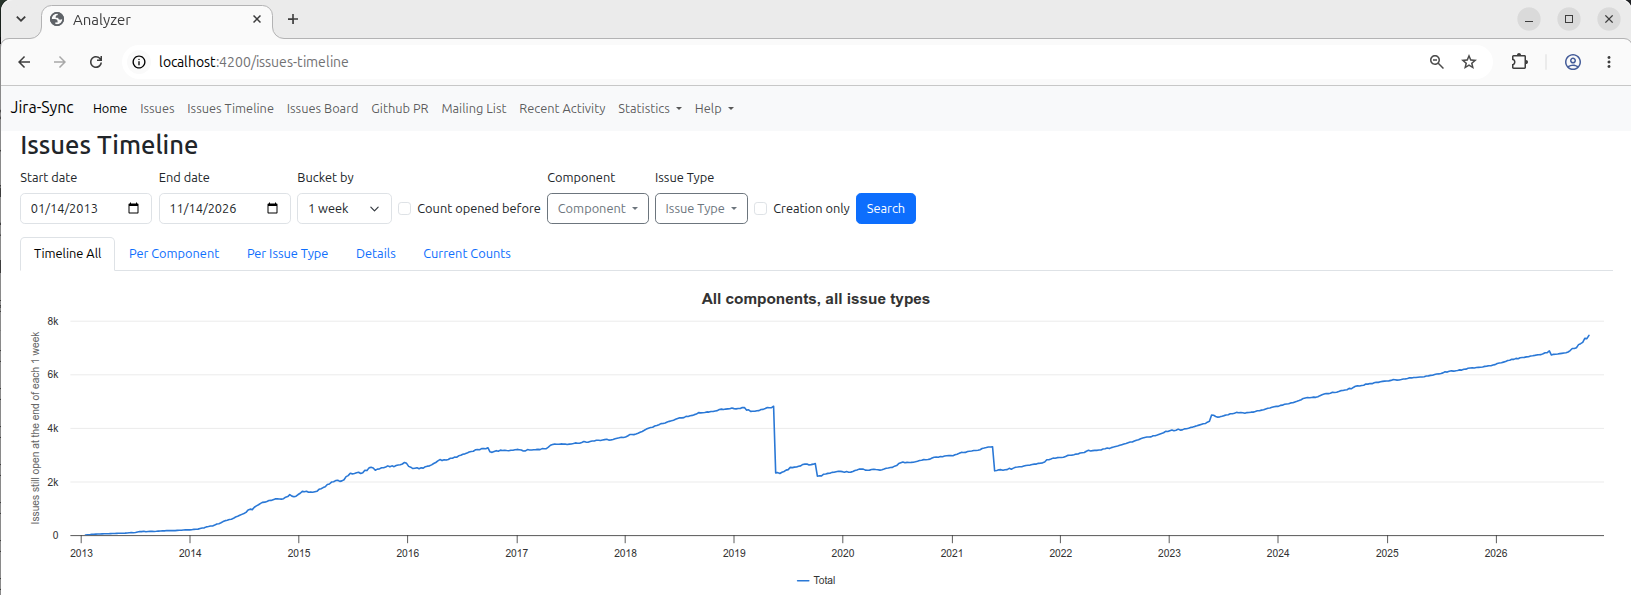 Analyzer
localhost:4200/issues-timeline
Jira-Sync Home Issues Issues Timeline Issues Board Github PR Mailing List Recent Activity Statistics Help
Issues Timeline
Start date End date Bucket by Component Issue Type
01/14/2013 11/14/2026 1 week Count opened before Component Issue Type Creation only Search
Timeline All Per Component Per Issue Type Details Current Counts
All components, all issue types
Issues still open at the end of each 1 week
8k
6k
4k
2k
0
2013 2014 2015 2016 2017 2018 2019 2020 2021 2022 2023 2024 2025 2026
Total